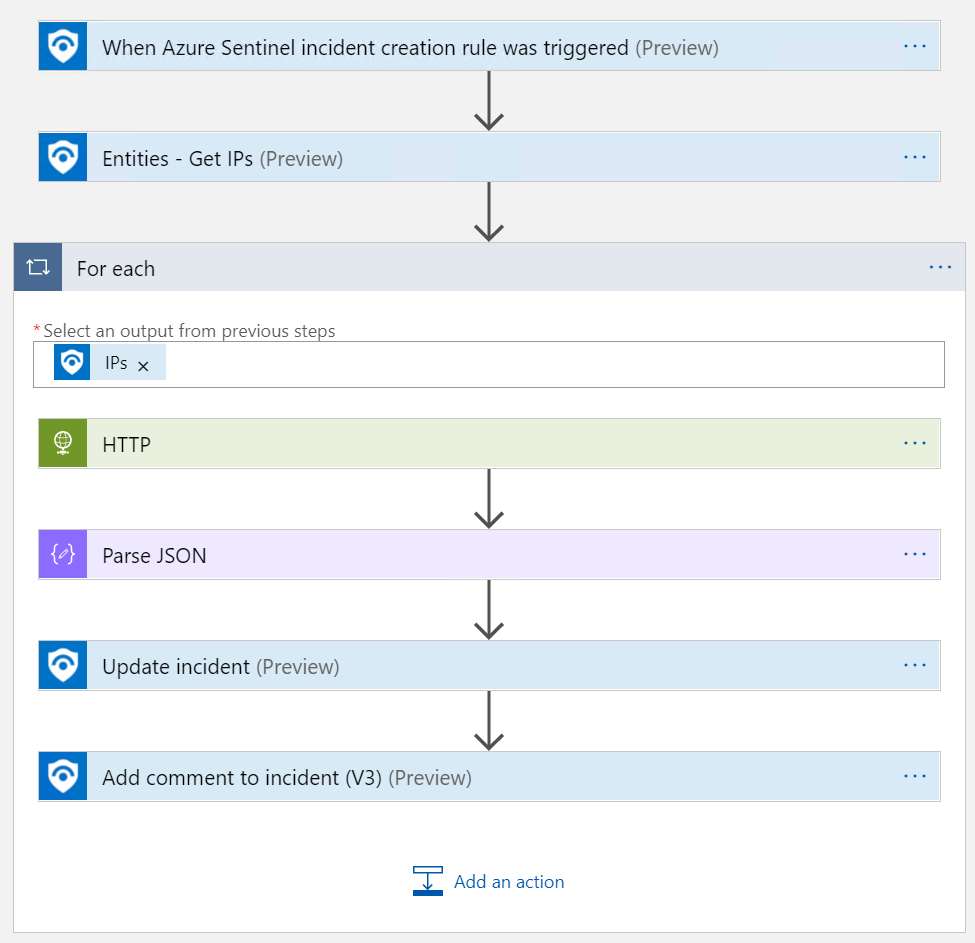 When Azure Sentinel incident creation rule was triggered (Preview)
Entities - Get IPs (Preview)
For each
* Select an output from previous steps
IPs
HTTP
Parse JSON
Update incident (Preview)
Add comment to incident (V3) (Preview)
Add an action